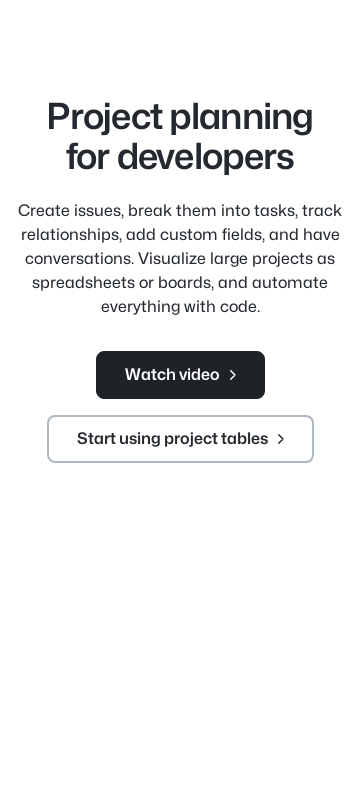 Project planning
for developers
Create issues, break them into tasks, track
relationships, add custom fields, and have
conversations. Visualize large projects as
spreadsheets or boards, and automate
everything with code.
Watch video
Start using project tables